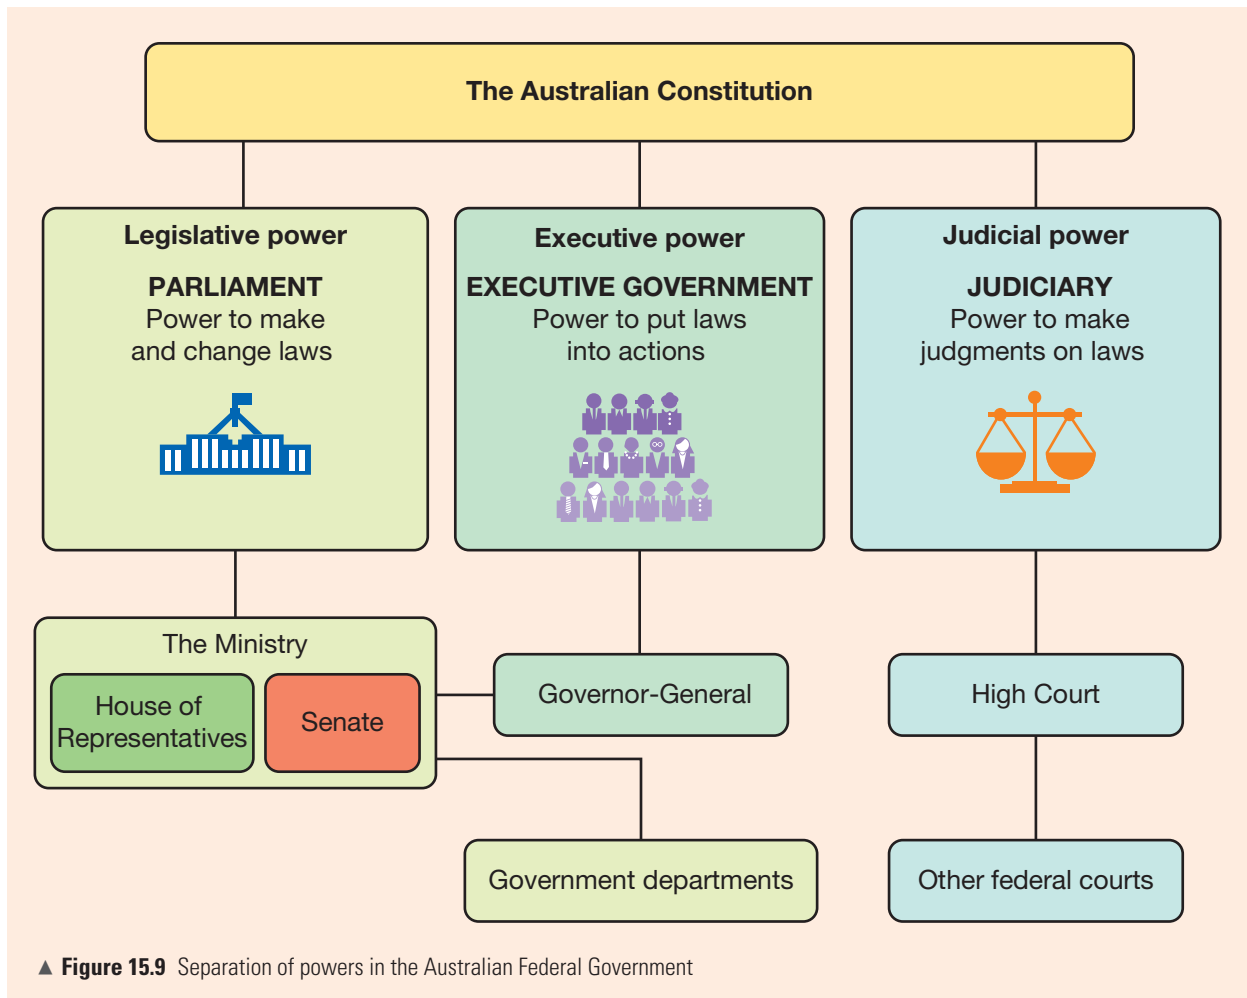 The Australian Constitution
Legislative power
PARLIAMENT
Power to make
and change laws
Executive power
EXECUTIVE GOVERNMENT
Power to put laws
into actions
Judicial power
JUDICIARY
Power to make
judgments on laws
The Ministry
House of
Representatives
Senate
Governor-General
High Court
Government departments
Other federal courts
▲ Figure 15.9 Separation of powers in the Australian Federal Government